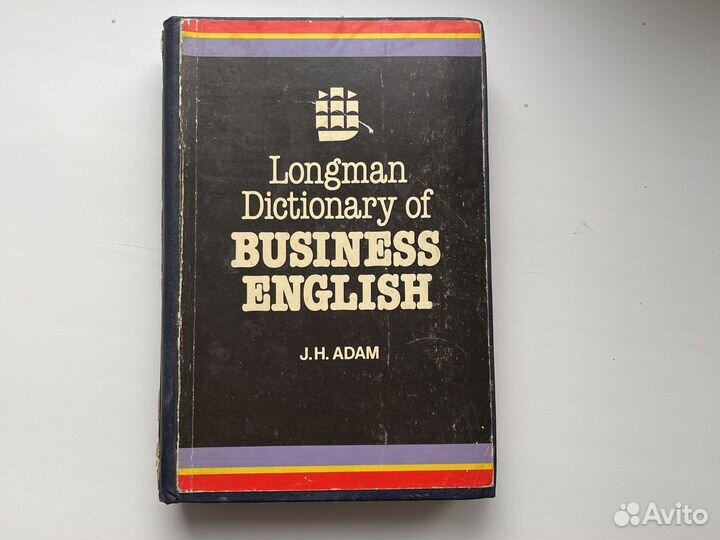 Longman
Dictionary of
BUSINESS
ENGLISH
J.H. ADAM
Avito